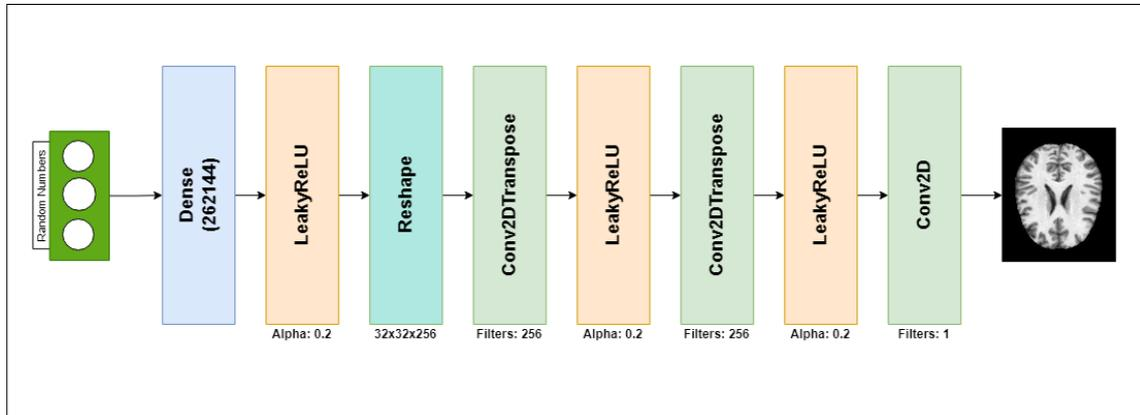 Random Numbers
Dense
(262144)
LeakyReLU
Alpha: 0.2
Reshape
32x32x256
Conv2DTranspose
Filters: 256
LeakyReLU
Alpha: 0.2
Conv2DTranspose
Filters: 256
LeakyReLU
Alpha: 0.2
Conv2D
Filters: 1